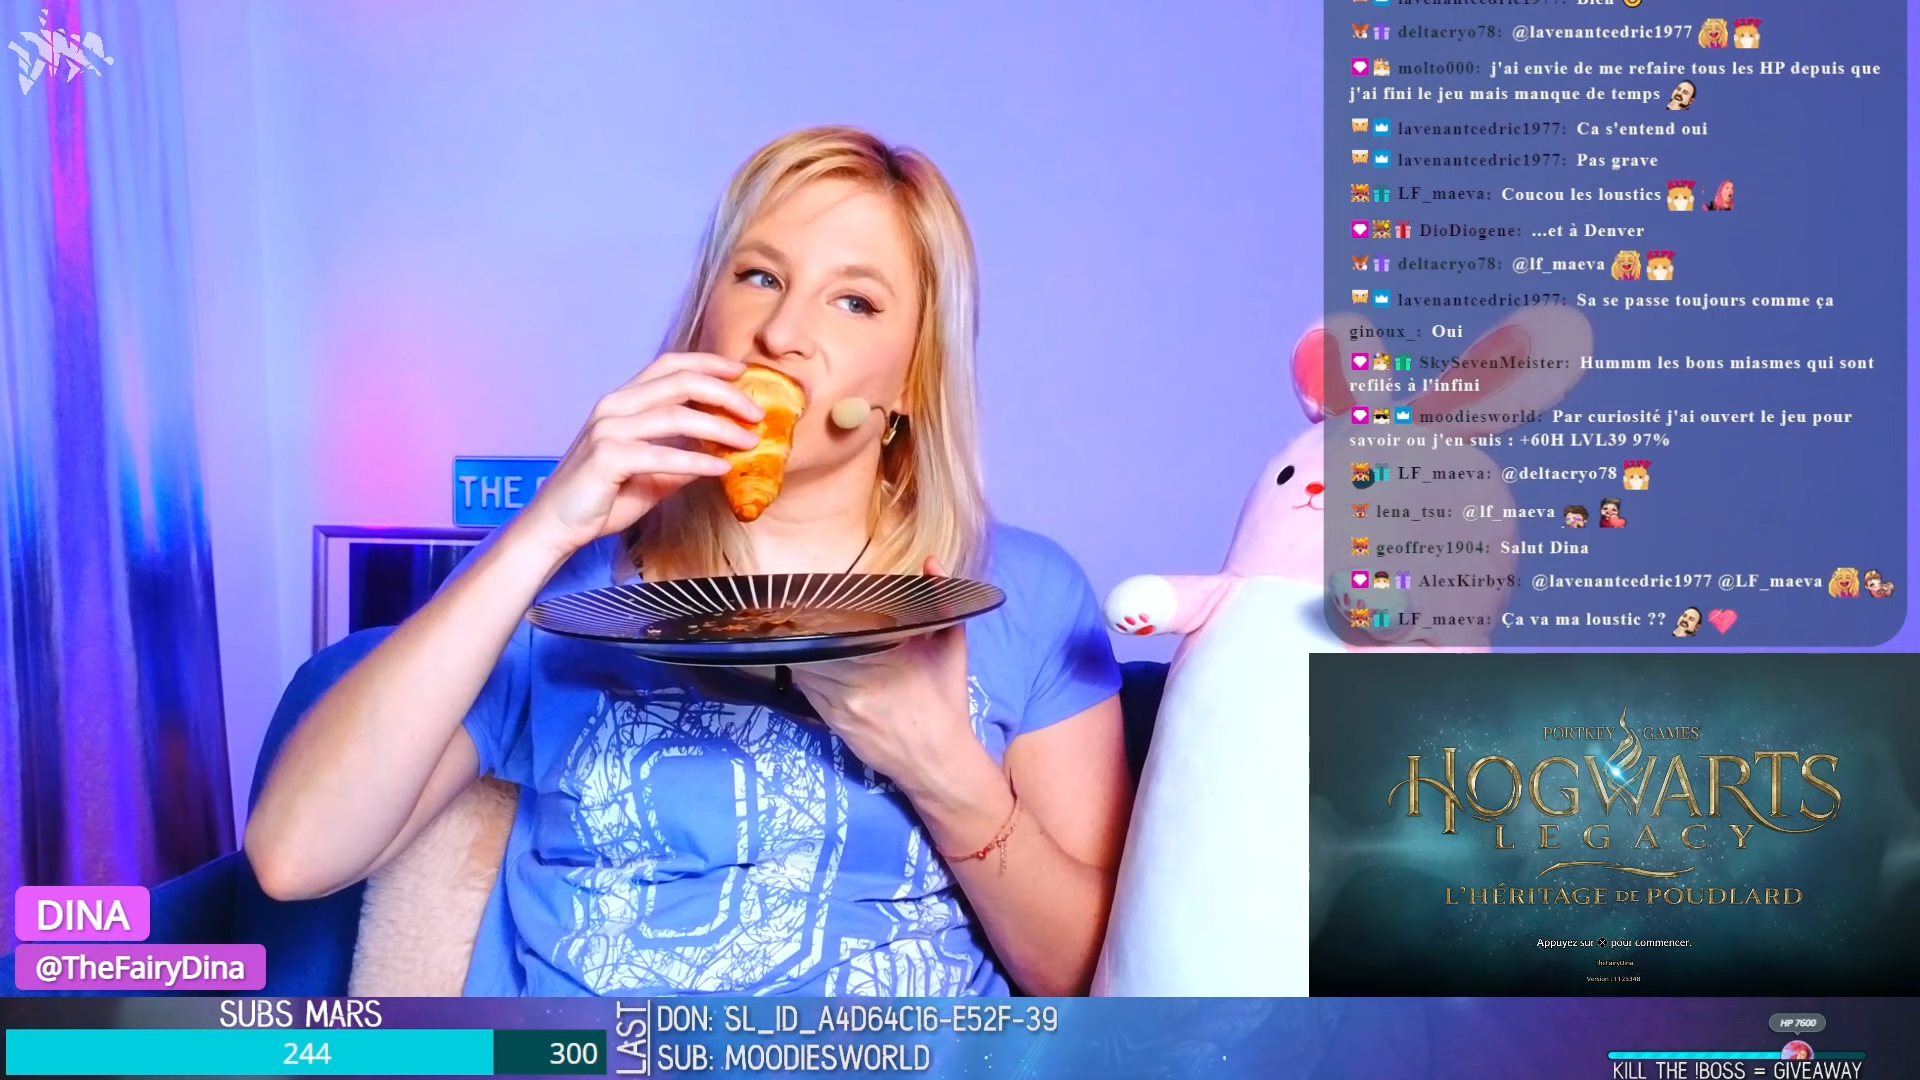 DINA
lavenantcedric1977: Bien
deltacryo78: @lavenantcedric1977
molto000: j'ai envie de me refaire tous les HP depuis que
j'ai fini le jeu mais manque de temps
lavenantcedric1977: Ca s'entend oui
lavenantcedric1977: Pas grave
LF_maeva: Coucou les loustics
DioDiogene: ...et à Denver
deltacryo78: @lf_maeva
lavenantcedric1977: Sa se passe toujours comme ça
ginoux_: Oui
SkySevenMeister: Hummm les bons miasmes qui sont
refilés à l'infini
moodiesworld: Par curiosité j'ai ouvert le jeu pour
savoir ou j'en suis : +60H LVL39 97%
LF_maeva: @deltacryo78
lena_tsu: @lf_maeva
geoffrey1904: Salut Dina
AlexKirby8: @lavenantcedric1977 @LF_maeva
LF_maeva: Ça va ma loustic ??
THE
PORTKEY GAMES
HOGWARTS
LEGACY
L'HÉRITAGE DE POUDLARD
Appuyez sur pour commencer.
TheFairyDina
Version : 1125348
DINA
@TheFairyDina
SUBS MARS
244 300
LAST
DON: SL_ID_A4D64C16-E52F-39
SUB: MOODIESWORLD
HP 7600
KILL THE !BOSS = GIVEAWAY